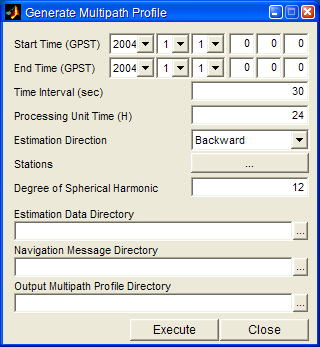 Generate Multipath Profile
Start Time (GPST) 2004 1 1 0 0 0
End Time (GPST) 2004 1 1 0 0 0
Time Interval (sec) 30
Processing Unit Time (H) 24
Estimation Direction Backward
Stations ...
Degree of Spherical Harmonic 12
Estimation Data Directory
...
Navigation Message Directory
...
Output Multipath Profile Directory
...
Execute Close